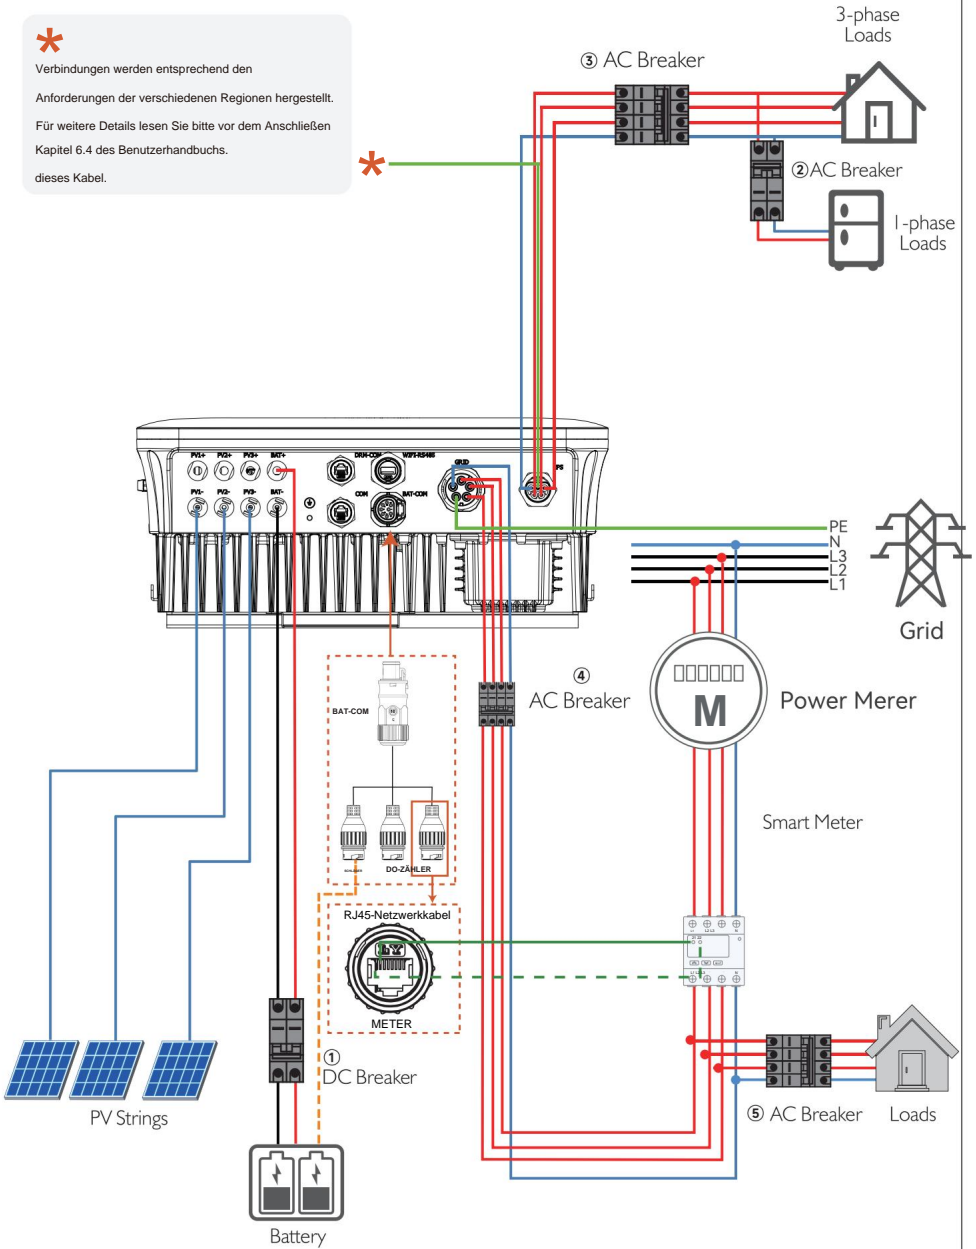 3-phase
Loads
③ AC Breaker
Verbindungen werden entsprechend den
Anforderungen der verschiedenen Regionen hergestellt.
Für weitere Details lesen Sie bitte vor dem Anschließen
Kapitel 6.4 des Benutzerhandbuchs.
dieses Kabel.
② AC Breaker
1-phase
Loads
PV1+ PV2+ PV3+ BAT+
DRM-COM WIFI-RS485
GRID
PS
PV1- PV2- PV3- BAT-
COM BAT-COM
PE
N
L3
L2
L1
Grid
④
AC Breaker
M
Power Merer
BAT-COM
Smart Meter
DO-ZÄHLER
RJ45-Netzwerkkabel
METER
①
DC Breaker
PV Strings
⑤ AC Breaker
Loads
Battery